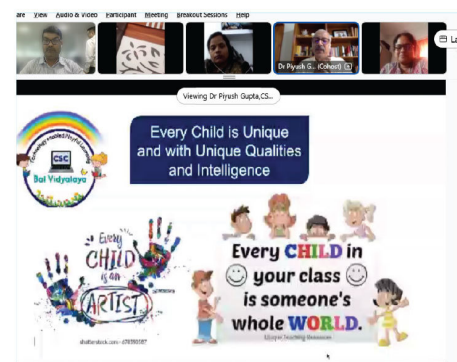 are View Audio & Video Participant Meeting Breakout Sessions Help
Dr Piyush G... (Cohost)
La
Viewing Dr Piyush Gupta,CS...
CSC
Bal Vidyalaya
Every Child is Unique
and with Unique Qualities
and Intelligence
Every
CHILD
is an
ARTIST.
Every CHILD in
your class
is someone's
whole WORLD.